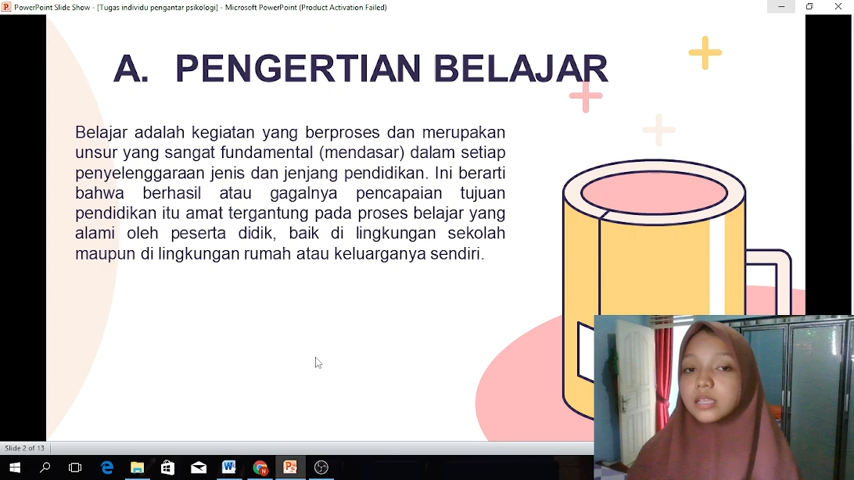 PowerPoint Slide Show - [Tugas individu pengantar psikologi] - Microsoft PowerPoint (Product Activation Failed)
A. PENGERTIAN BELAJAR
Belajar adalah kegiatan yang berproses dan merupakan
unsur yang sangat fundamental (mendasar) dalam setiap
penyelenggaraan jenis dan jenjang pendidikan. Ini berarti
bahwa berhasil atau gagalnya pencapaian tujuan
pendidikan itu amat tergantung pada proses belajar yang
alami oleh peserta didik, baik di lingkungan sekolah
maupun di lingkungan rumah atau keluarganya sendiri.
Slide 2 of 13